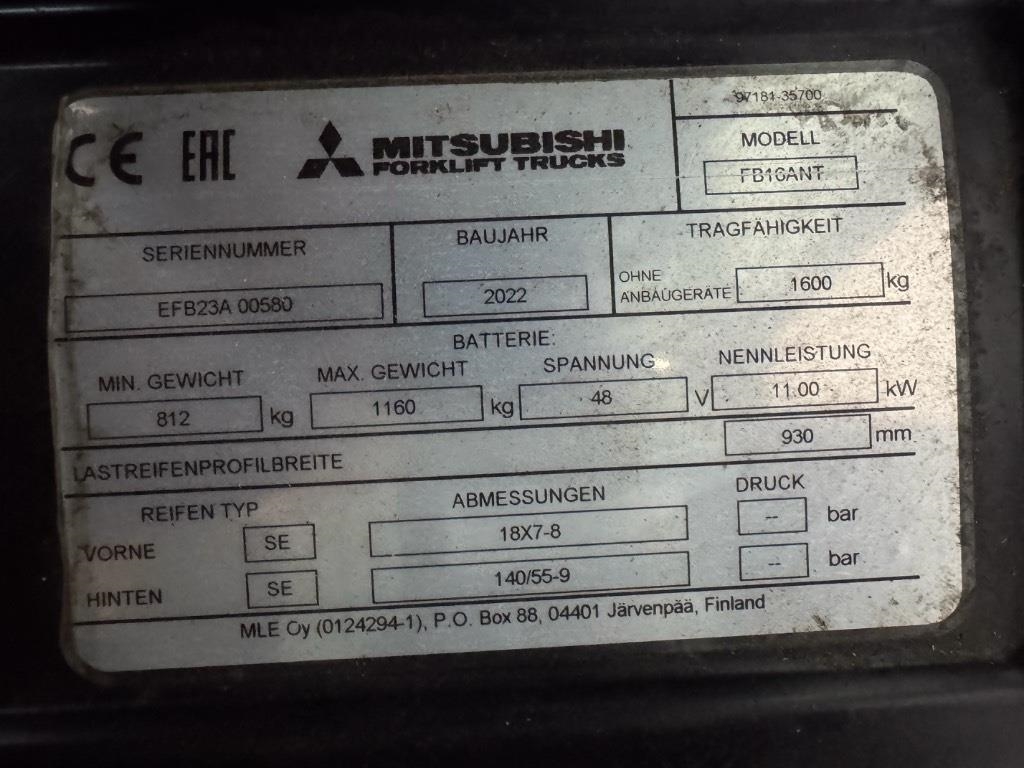 97181-35700
CE EAC MITSUBISHI
FORKLIFT TRUCKS
MODELL
FB16ANT
SERIENNUMMER
EFB23A 00580
BAUJAHR
2022
TRAGFÄHIGKEIT
OHNE
ANBAUGERÄTE 1600 kg
BATTERIE:
MIN. GEWICHT MAX. GEWICHT SPANNUNG NENNLEISTUNG
812 kg 1160 kg 48 V 11.00 kW
LASTREIFENPROFILBREITE 930 mm
REIFEN TYP ABMESSUNGEN DRUCK
VORNE SE 18X7-8 -- bar
HINTEN SE 140/55-9 -- bar
MLE Oy (0124294-1), P.O. Box 88, 04401 Järvenpää, Finland